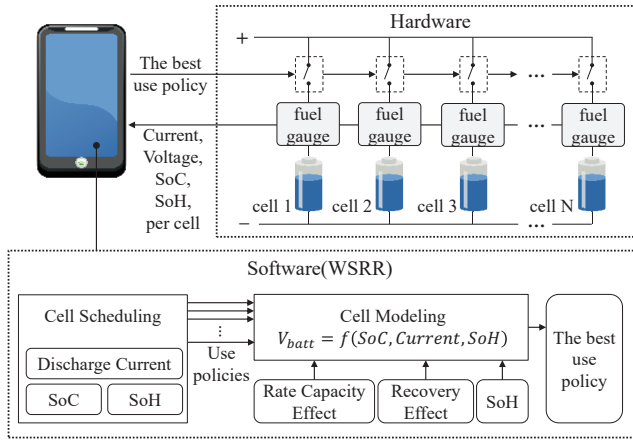 Hardware
+
The best
use policy
...
fuel
gauge
fuel
gauge
fuel
gauge
...
fuel
gauge
Current,
Voltage,
SoC,
SoH,
per cell
cell 1
cell 2
cell 3
cell N
−
...
Software(WSRR)
Cell Scheduling
Discharge Current
SoC
SoH
⋮
Use
policies
Cell Modeling
V_batt = f(SoC, Current, SoH)
Rate Capacity
Effect
Recovery
Effect
SoH
The best
use
policy